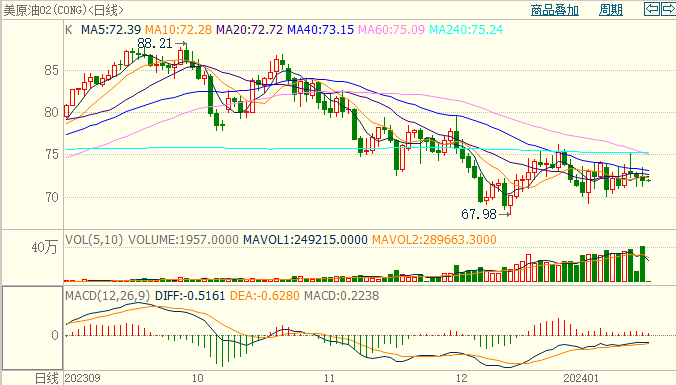 美原油02(CONG)<日线> 商品叠加 周期
K MA5:72.39 MA10:72.28 MA20:72.72 MA40:73.15 MA60:75.09 MA240:75.24
88.21
85
80
75
70
67.98
VOL(5,10) VOLUME:1957.0000 MAVOL1:249215.0000 MAVOL2:289663.3000
40万
MACD(12,26,9) DIFF:-0.5161 DEA:-0.6280 MACD:0.2238
0
日线 202309 10 11 12 202401